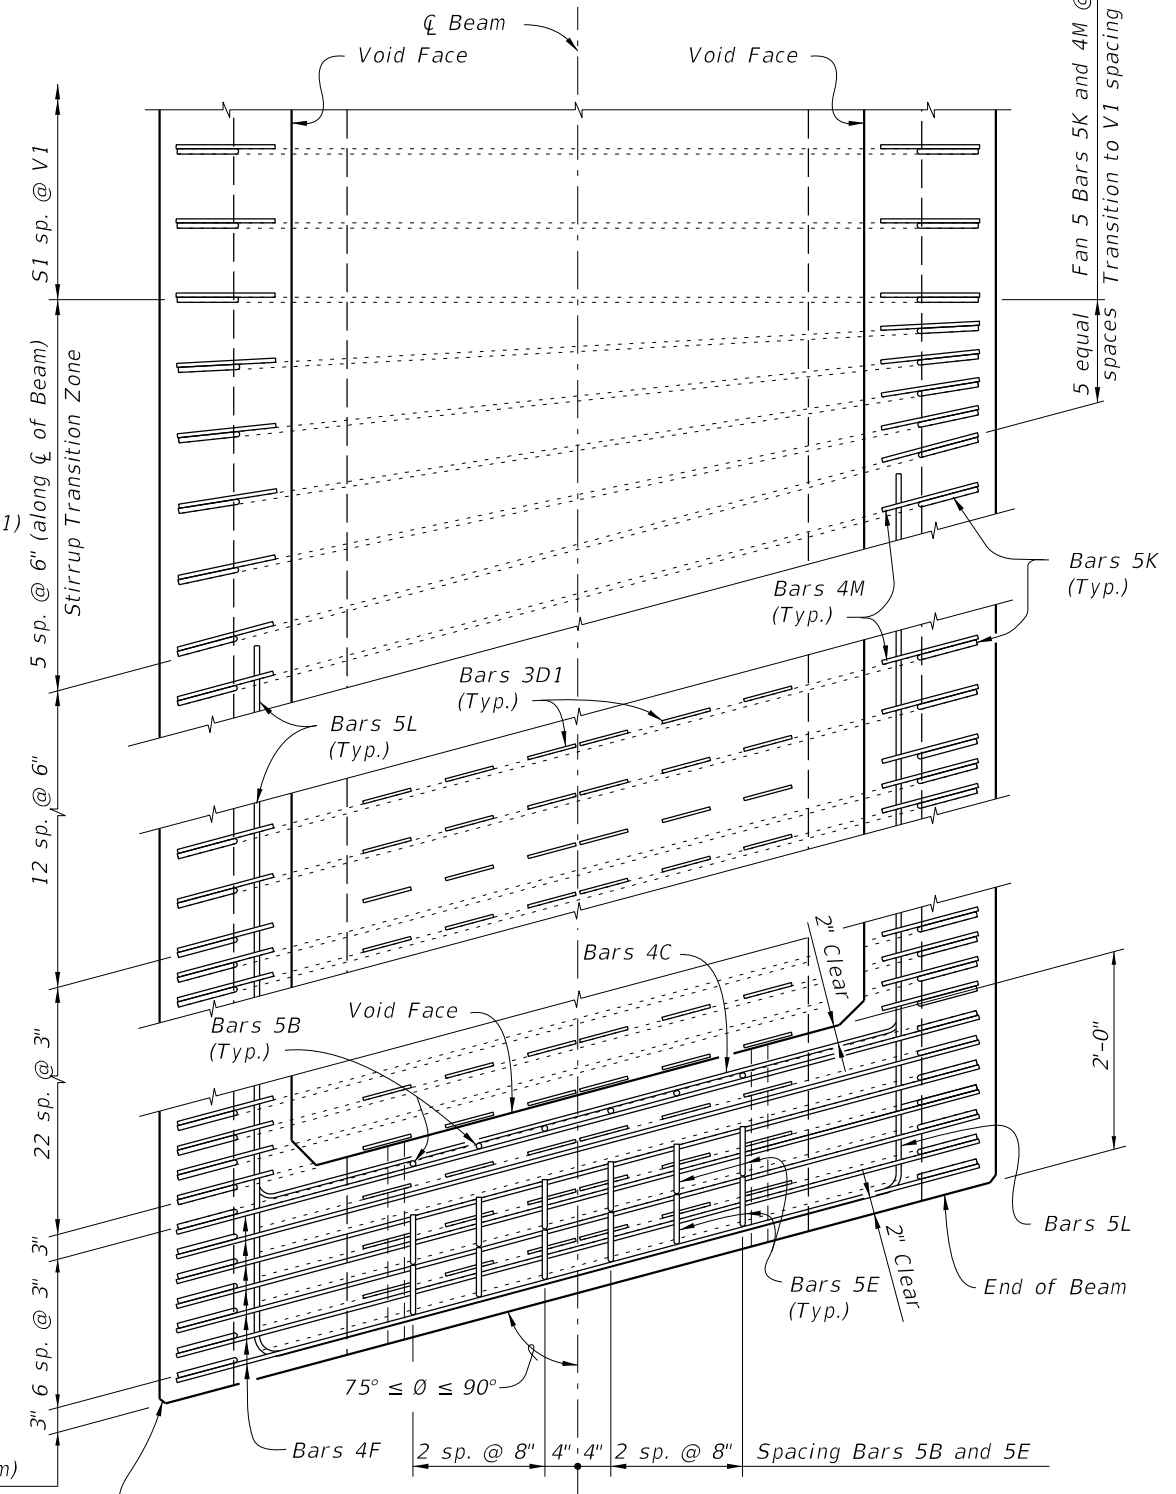 ℄ Beam
Void Face
Void Face
Fan 5 Bars 5K and 4M @
Transition to V1 spacing
5 equal
spaces
S1 sp. @ V1
5 sp. @ 6" (along ℄ of Beam)
Stirrup Transition Zone
1)
Bars 5K
(Typ.)
Bars 4M
(Typ.)
Bars 3D1
(Typ.)
Bars 5L
(Typ.)
12 sp. @ 6"
2" Clear
Bars 4C
Void Face
Bars 5B
(Typ.)
22 sp. @ 3"
2'-0"
Bars 5L
3"
2" Clear
End of Beam
Bars 5E
(Typ.)
6 sp. @ 3"
75° ≤ Ø ≤ 90°
3"
Bars 4F
2 sp. @ 8"
4"
4"
2 sp. @ 8"
Spacing Bars 5B and 5E
m)